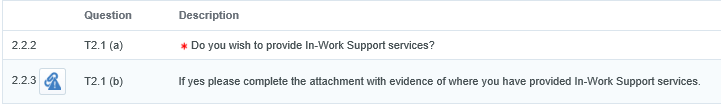 Question Description
2.2.2 T2.1 (a) * Do you wish to provide In-Work Support services?
2.2.3 T2.1 (b) If yes please complete the attachment with evidence of where you have provided In-Work Support services.